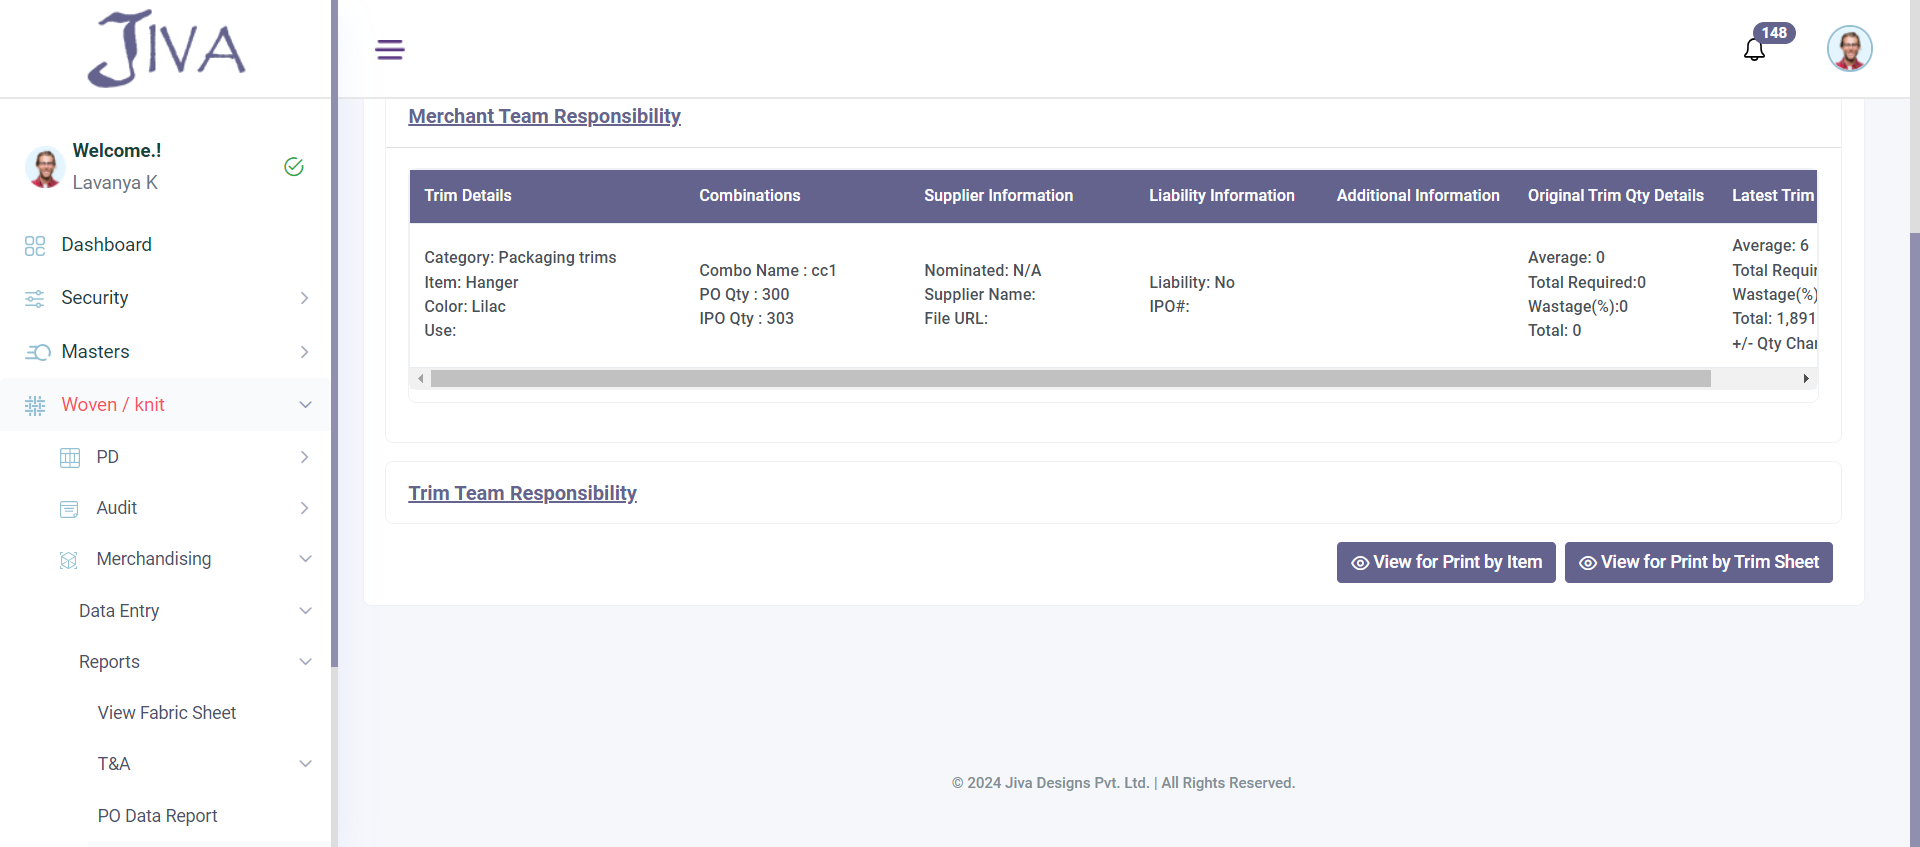 JIVA
148
Welcome.!
Lavanya K
Dashboard
Security
Masters
Woven / knit
PD
Audit
Merchandising
Data Entry
Reports
View Fabric Sheet
T&A
PO Data Report
Merchant Team Responsibility
Trim Details
Combinations
Supplier Information
Liability Information
Additional Information
Original Trim Qty Details
Latest Trim
Category: Packaging trims
Item: Hanger
Color: Lilac
Use:
Combo Name : cc1
PO Qty : 300
IPO Qty : 303
Nominated: N/A
Supplier Name:
File URL:
Liability: No
IPO#:
Average: 0
Total Required:0
Wastage(%):0
Total: 0
Average: 6
Total Requir
Wastage(%)
Total: 1,891
+/- Qty Char
Trim Team Responsibility
View for Print by Item
View for Print by Trim Sheet
© 2024 Jiva Designs Pvt. Ltd. | All Rights Reserved.